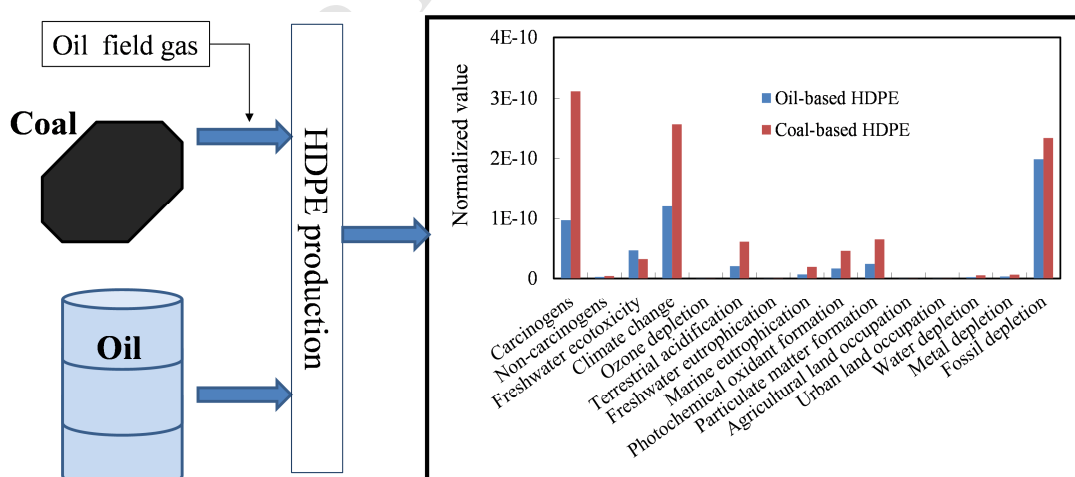 Oil field gas
Coal
Oil
HDPE production
Normalized value
4E-10
3E-10
2E-10
1E-10
0
Oil-based HDPE
Coal-based HDPE
Carcinogens
Non-carcinogens
Freshwater ecotoxicity
Climate change
Ozone depletion
Terrestrial acidification
Freshwater eutrophication
Marine eutrophication
Photochemical oxidant formation
Particulate matter formation
Agricultural land occupation
Urban land occupation
Water depletion
Metal depletion
Fossil depletion